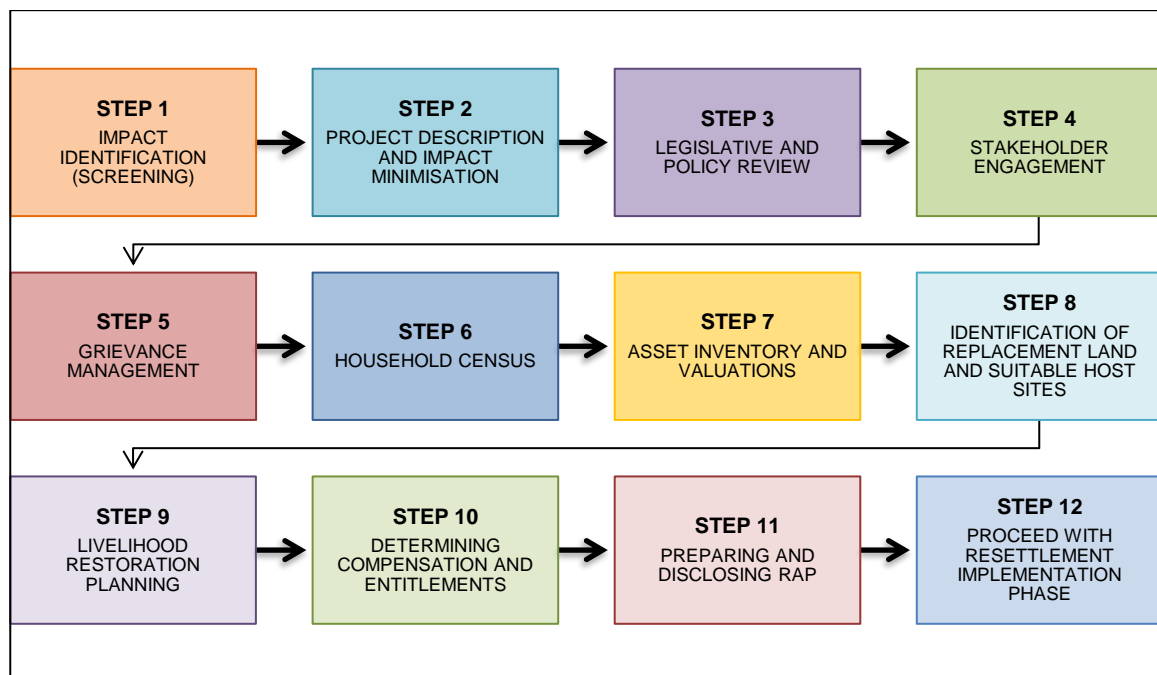 STEP 1
IMPACT
IDENTIFICATION
(SCREENING)
STEP 2
PROJECT DESCRIPTION
AND IMPACT
MINIMISATION
STEP 3
LEGISLATIVE AND
POLICY REVIEW
STEP 4
STAKEHOLDER
ENGAGEMENT
STEP 5
GRIEVANCE
MANAGEMENT
STEP 6
HOUSEHOLD CENSUS
STEP 7
ASSET INVENTORY AND
VALUATIONS
STEP 8
IDENTIFICATION OF
REPLACEMENT LAND
AND SUITABLE HOST
SITES
STEP 9
LIVELIHOOD
RESTORATION
PLANNING
STEP 10
DETERMINING
COMPENSATION AND
ENTITLEMENTS
STEP 11
PREPARING AND
DISCLOSING RAP
STEP 12
PROCEED WITH
RESETTLEMENT
IMPLEMENTATION
PHASE